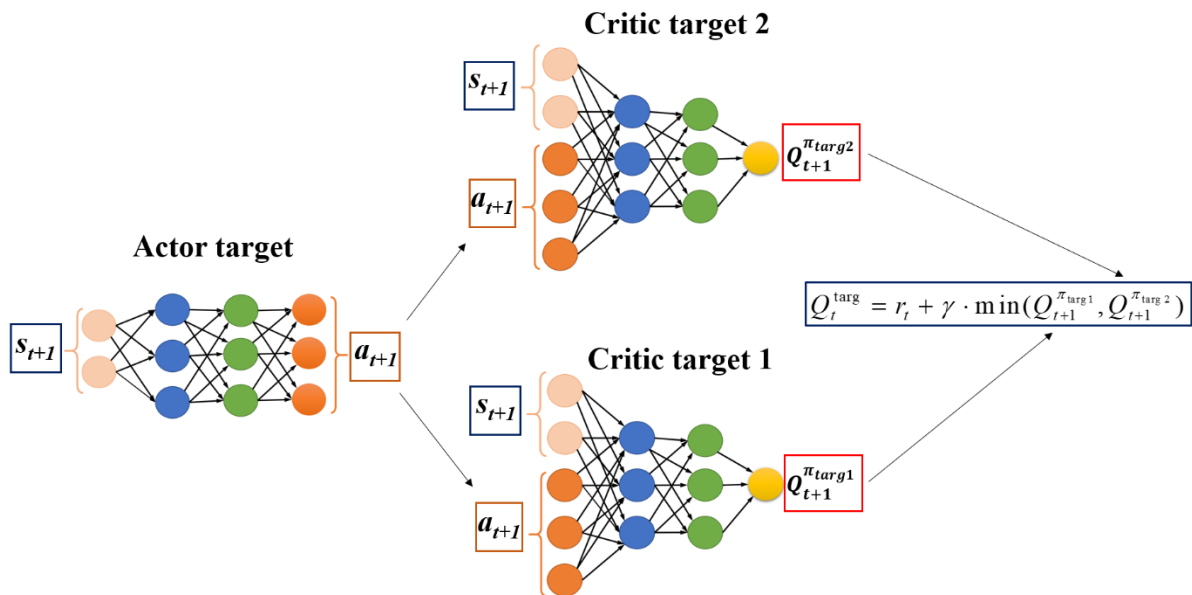 Critic target 2
s_{t+1}
a_{t+1}
Q_{t+1}^{π_{targ2}}
Actor target
s_{t+1}
a_{t+1}
Q_t^{targ} = r_t + γ · min(Q_{t+1}^{π_{targ1}}, Q_{t+1}^{π_{targ 2}})
Critic target 1
s_{t+1}
a_{t+1}
Q_{t+1}^{π_{targ1}}